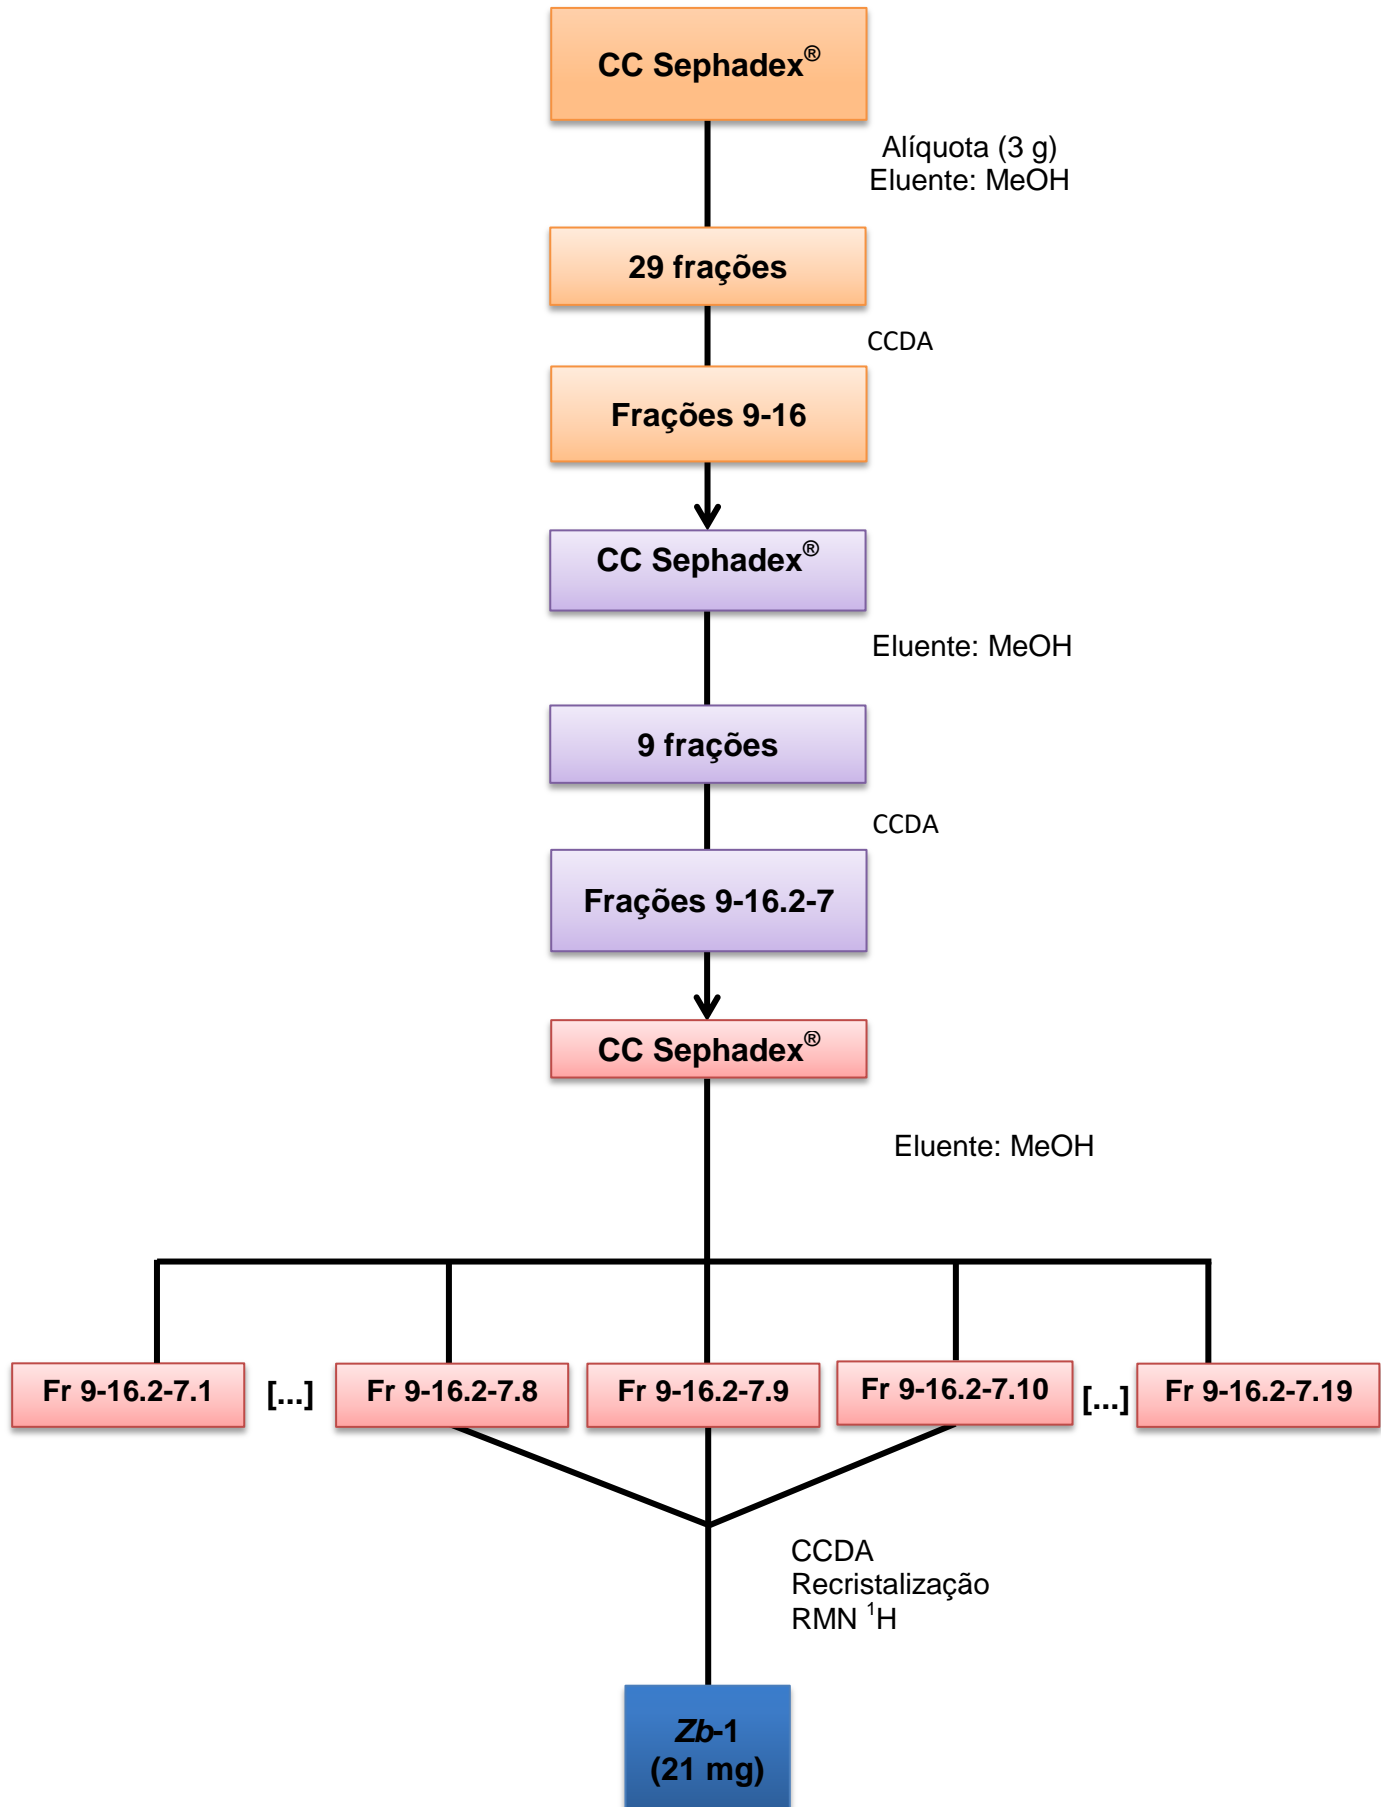 CC Sephadex®
Alíquota (3 g)
Eluente: MeOH
29 frações
CCDA
Frações 9-16
CC Sephadex®
Eluente: MeOH
9 frações
CCDA
Frações 9-16.2-7
CC Sephadex®
Eluente: MeOH
Fr 9-16.2-7.1 [...] Fr 9-16.2-7.8 Fr 9-16.2-7.9 Fr 9-16.2-7.10 [...] Fr 9-16.2-7.19
CCDA
Recristalização
RMN ¹H
Zb-1
(21 mg)